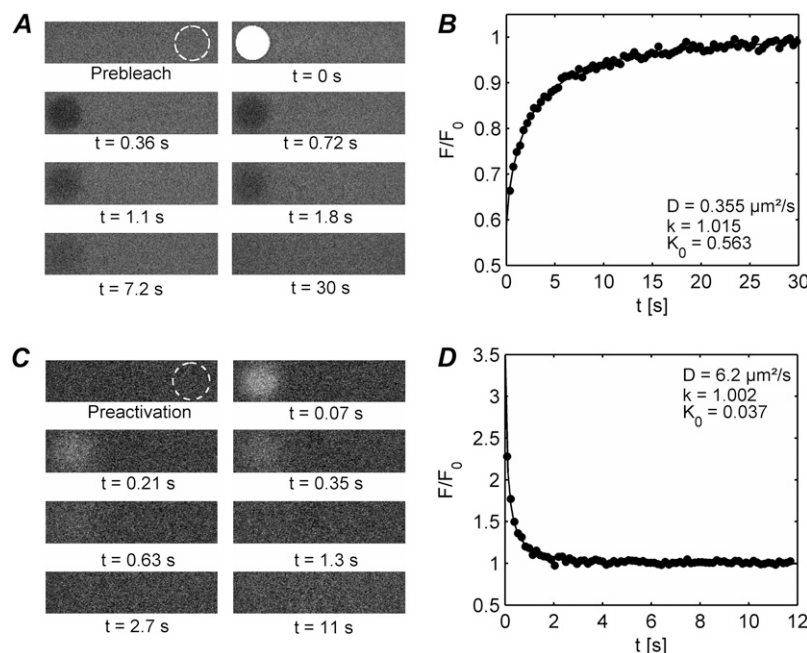 A
Prebleach
t = 0 s
t = 0.36 s
t = 0.72 s
t = 1.1 s
t = 1.8 s
t = 7.2 s
t = 30 s
B
F/F₀
1
0.9
0.8
0.7
0.6
0.5
0 5 10 15 20 25 30
t [s]
D = 0.355 µm²/s
k = 1.015
K₀ = 0.563
C
Preactivation
t = 0.07 s
t = 0.21 s
t = 0.35 s
t = 0.63 s
t = 1.3 s
t = 2.7 s
t = 11 s
D
F/F₀
3.5
3
2.5
2
1.5
1
0.5
0 2 4 6 8 10 12
t [s]
D = 6.2 µm²/s
k = 1.002
K₀ = 0.037